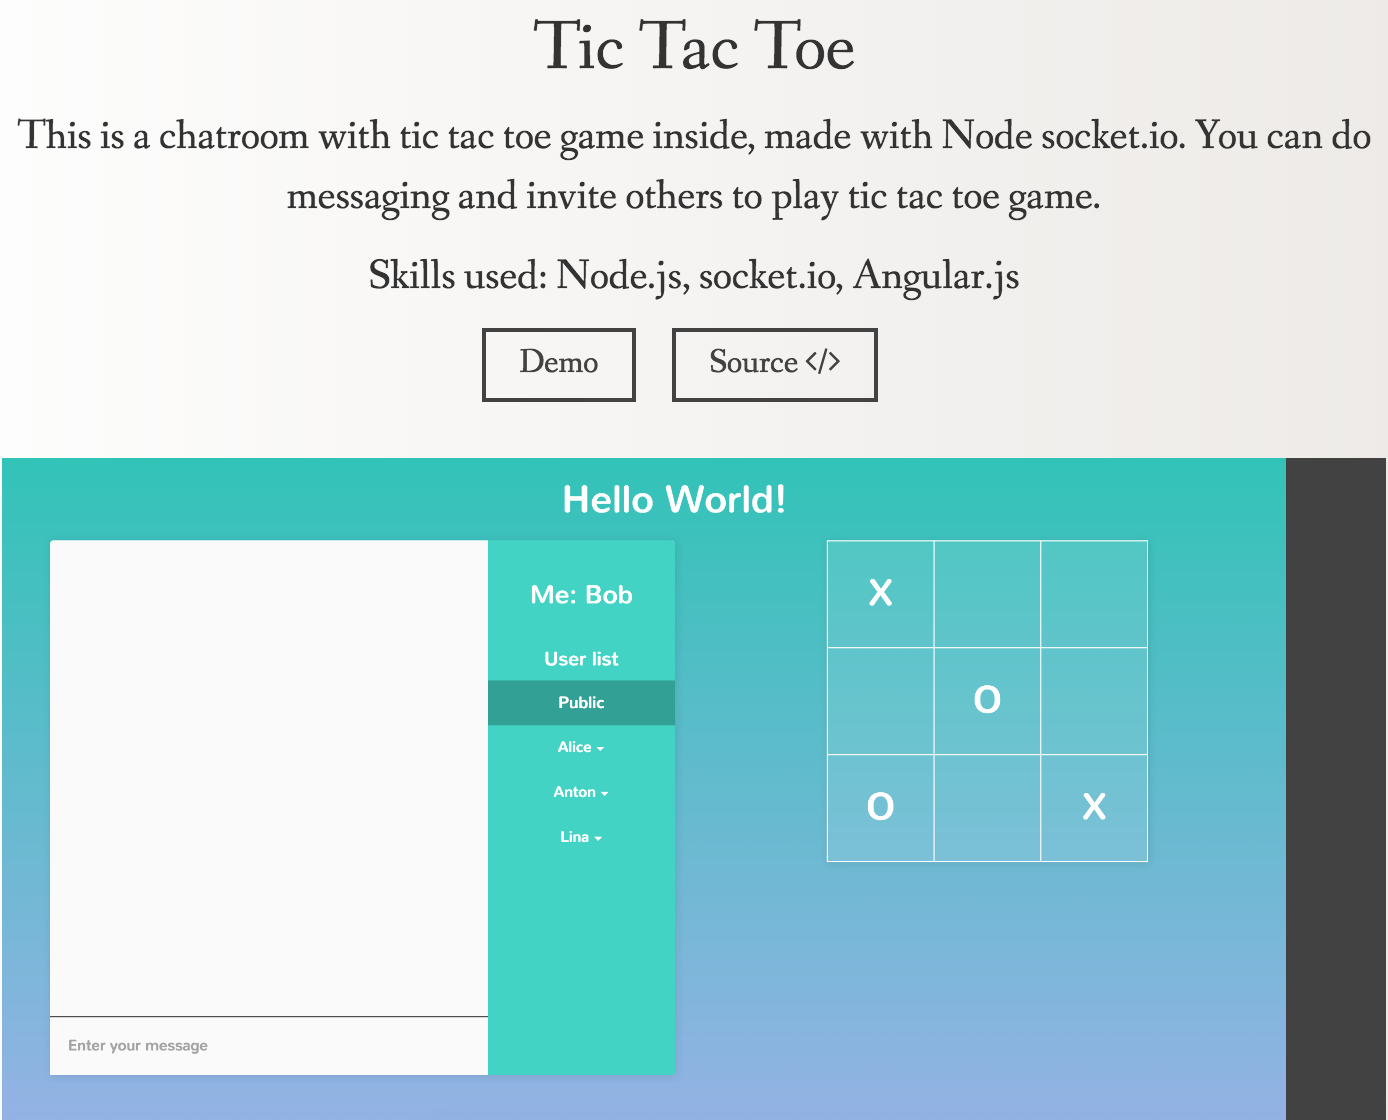 Tic Tac Toe
This is a chatroom with tic tac toe game inside, made with Node socket.io. You can do
messaging and invite others to play tic tac toe game.
Skills used: Node.js, socket.io, Angular.js
Demo
Source </>
Hello World!
Me: Bob
User list
Public
Alice
Anton
Lina
Enter your message
X
O
O X